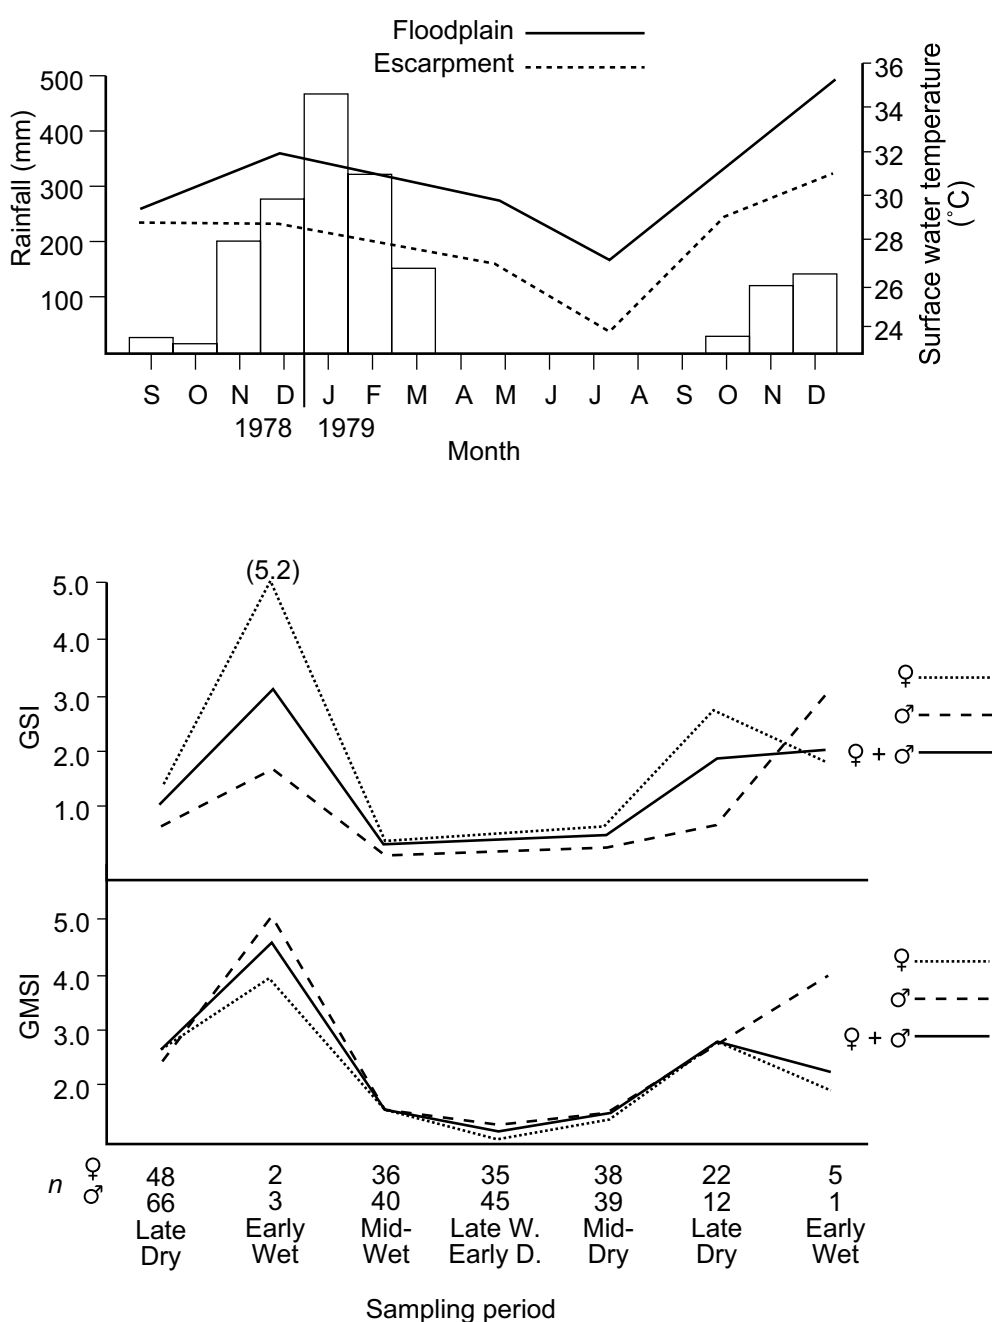 Floodplain
Escarpment
Rainfall (mm)
500
400
300
200
100
36
34
32
30
28
26
24
Surface water temperature
(°C)
S O N D J F M A M J J A S O N D
1978 1979
Month
GSI
(5.2)
5.0
4.0
3.0
2.0
1.0
♀
♂
♀ + ♂
GMSI
5.0
4.0
3.0
2.0
♀
♂
♀ + ♂
n ♀ 48 2 36 35 38 22 5
♂ 66 3 40 45 39 12 1
Late Early Mid- Late W. Mid- Late Early
Dry Wet Wet Early D. Dry Dry Wet
Sampling period